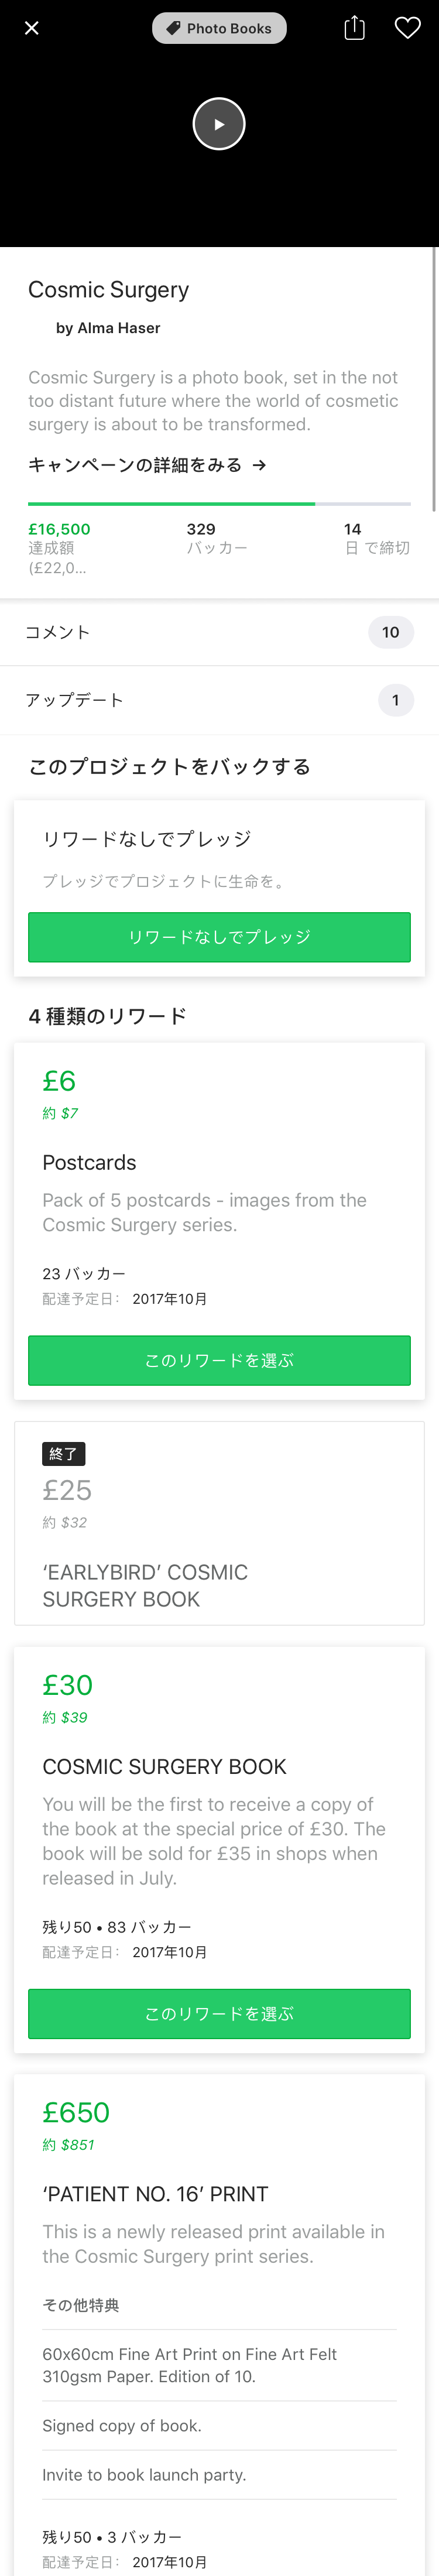 Photo Books
Cosmic Surgery
by Alma Haser
Cosmic Surgery is a photo book, set in the not
too distant future where the world of cosmetic
surgery is about to be transformed.
キャンペーンの詳細をみる →
£16,500
達成額
(£22,0...
329
バッカー
14
日 で締切
コメント 10
アップデート 1
このプロジェクトをバックする
リワードなしでプレッジ
プレッジでプロジェクトに生命を。
リワードなしでプレッジ
4 種類のリワード
£6
約 $7
Postcards
Pack of 5 postcards - images from the
Cosmic Surgery series.
23 バッカー
配達予定日: 2017年10月
このリワードを選ぶ
終了
£25
約 $32
‘EARLYBIRD’ COSMIC
SURGERY BOOK
£30
約 $39
COSMIC SURGERY BOOK
You will be the first to receive a copy of
the book at the special price of £30. The
book will be sold for £35 in shops when
released in July.
残り50 • 83 バッカー
配達予定日: 2017年10月
このリワードを選ぶ
£650
約 $851
‘PATIENT NO. 16’ PRINT
This is a newly released print available in
the Cosmic Surgery print series.
その他特典
60x60cm Fine Art Print on Fine Art Felt
310gsm Paper. Edition of 10.
Signed copy of book.
Invite to book launch party.
残り50 • 3 バッカー
配達予定日: 2017年10月